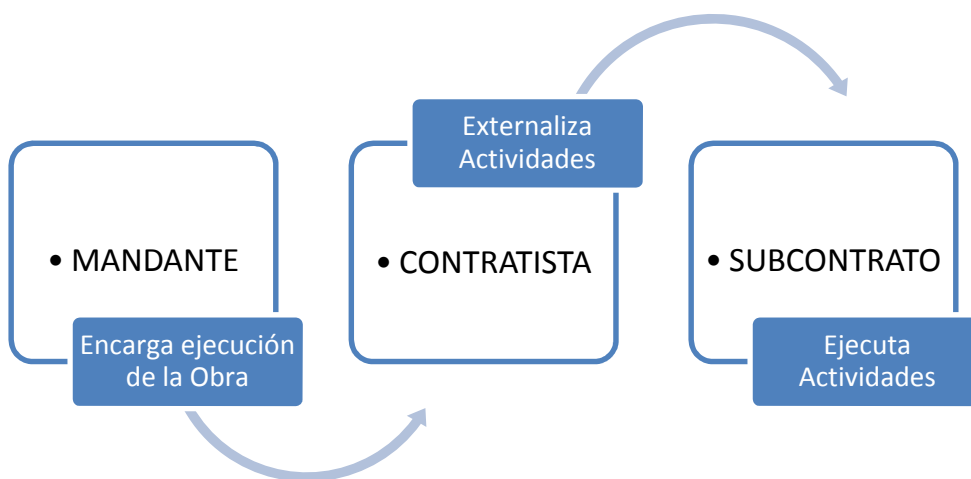 • MANDANTE
Encarga ejecución
de la Obra
Externaliza
Actividades
• CONTRATISTA
• SUBCONTRATO
Ejecuta
Actividades